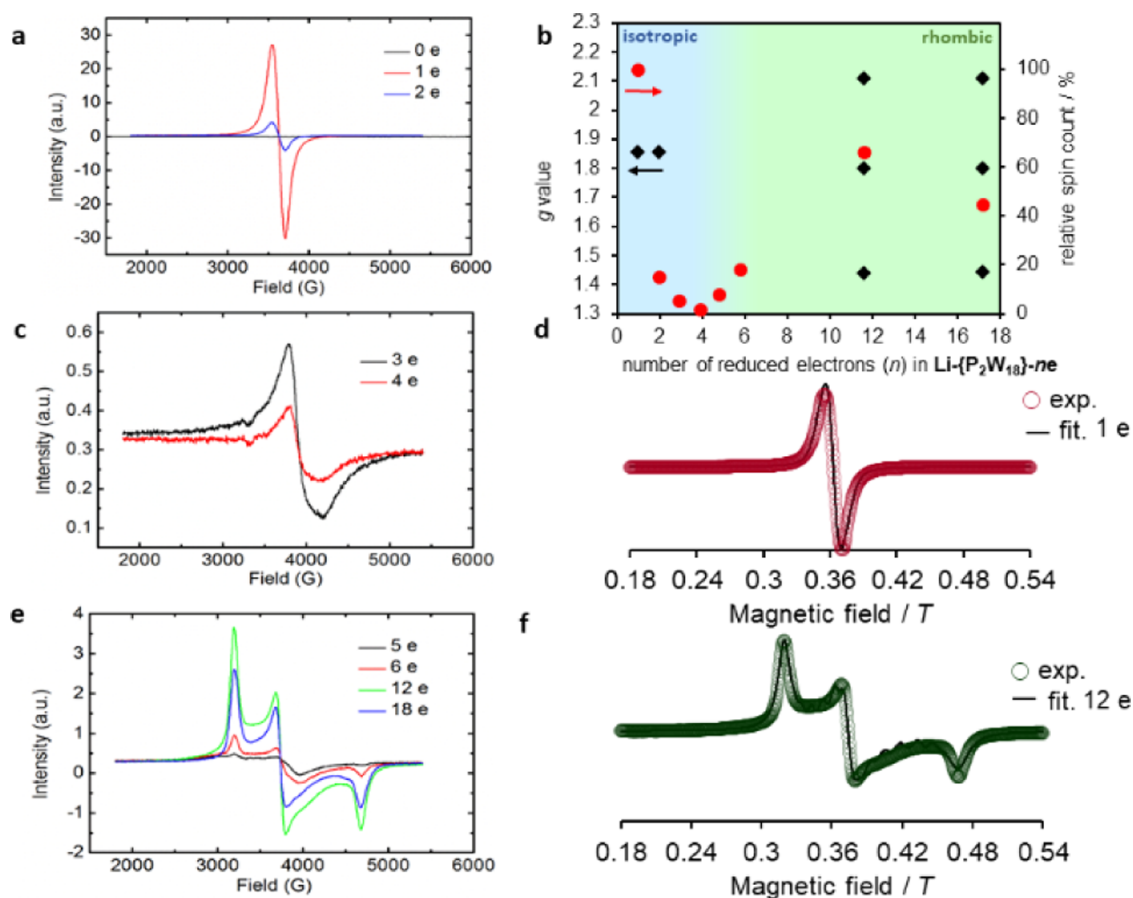 a
Intensity (a.u.)
30
20
10
0
-10
-20
-30
0 e
1 e
2 e
2000 3000 4000 5000 6000
Field (G)
b
isotropic
rhombic
g value
2.3
2.2
2.1
2
1.9
1.8
1.7
1.6
1.5
1.4
1.3
100
80
60
40
20
0
relative spin count / %
0 2 4 6 8 10 12 14 16 18
number of reduced electrons (n) in Li-{P₂W₁₈}-ne
c
Intensity (a.u.)
0.6
0.5
0.4
0.3
0.2
0.1
3 e
4 e
2000 3000 4000 5000 6000
Field (G)
d
exp.
fit. 1 e
0.18 0.24 0.3 0.36 0.42 0.48 0.54
Magnetic field / T
e
Intensity (a.u.)
4
3
2
1
0
-1
-2
5 e
6 e
12 e
18 e
2000 3000 4000 5000 6000
Field (G)
f
exp.
fit. 12 e
0.18 0.24 0.3 0.36 0.42 0.48 0.54
Magnetic field / T